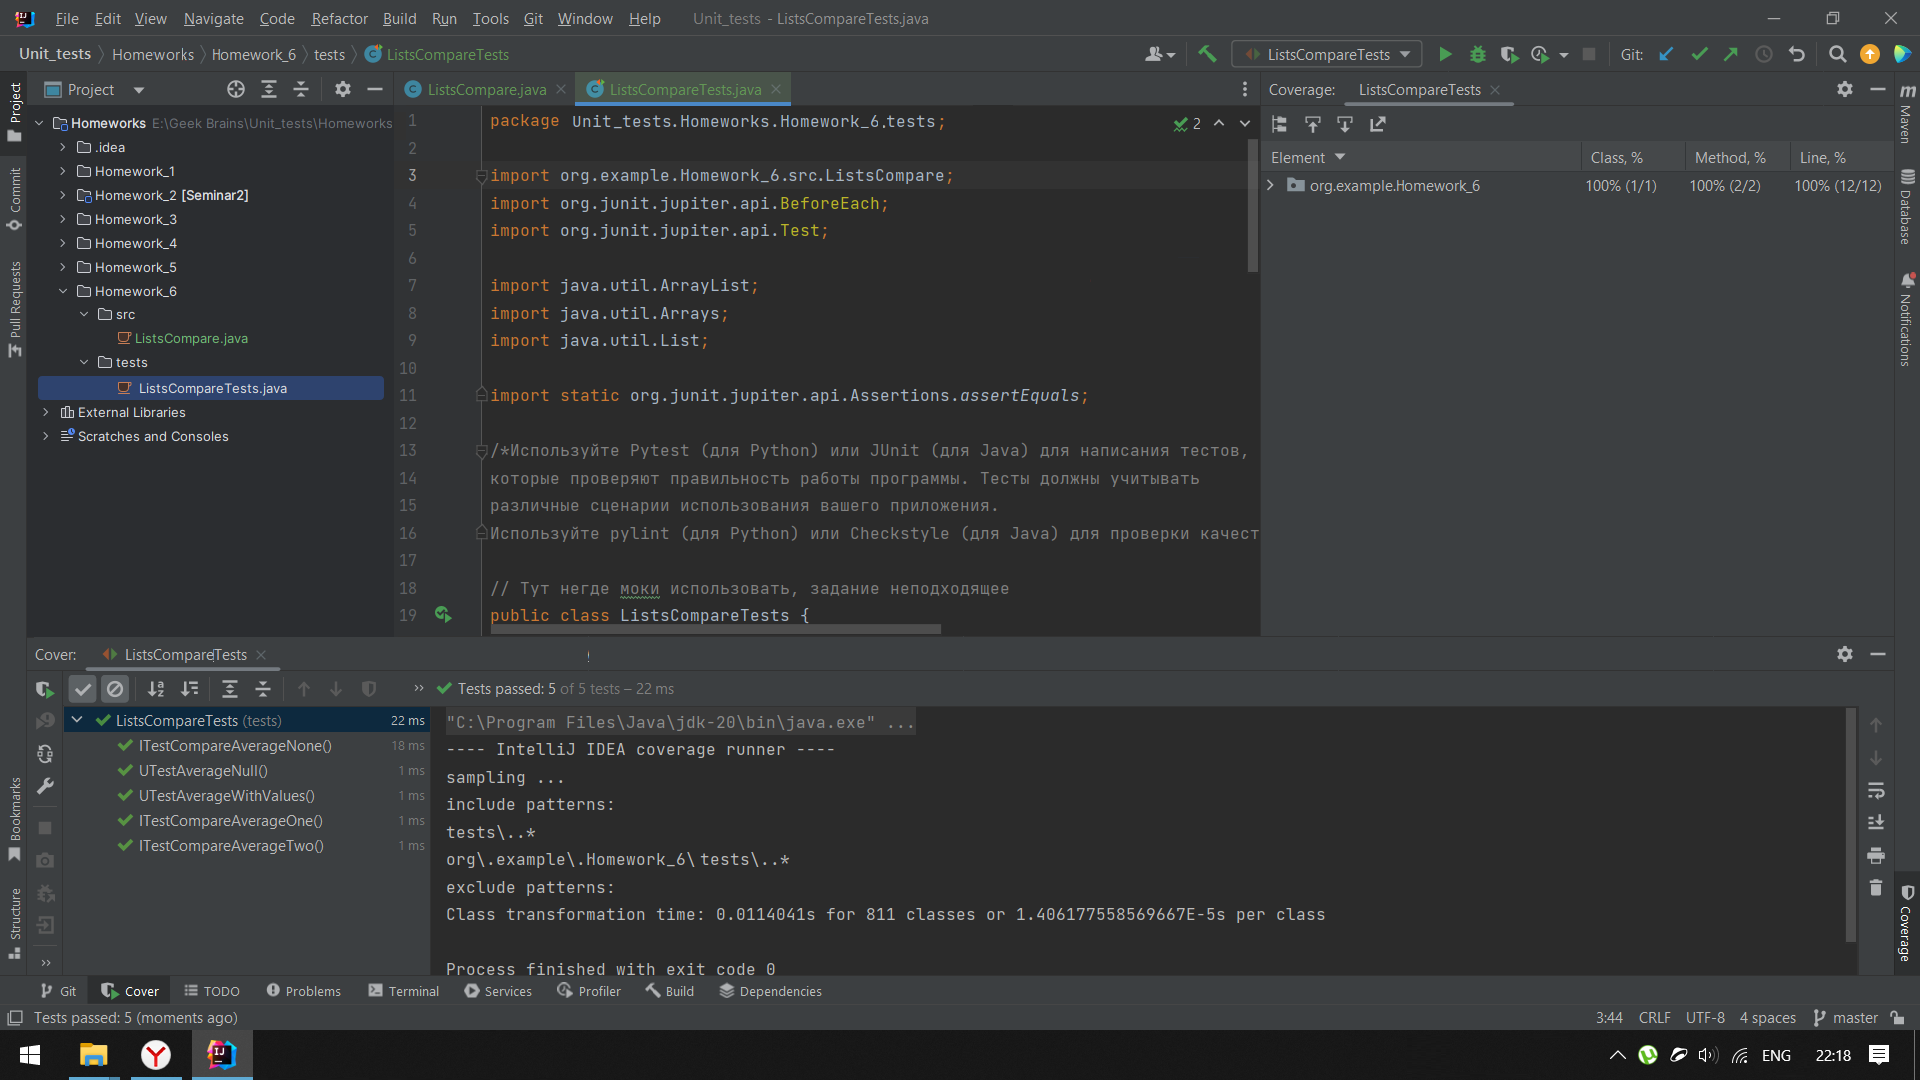 File Edit View Navigate Code Refactor Build Run Tools Git Window Help Unit_tests - ListsCompareTests.java
Unit_tests Homeworks Homework_6 tests ListsCompareTests
ListsCompareTests Git:
Project
ListsCompare.java ListsCompareTests.java
Coverage: ListsCompareTests
Homeworks E:\Geek Brains\Unit_tests\Homeworks
.idea
Homework_1
Homework_2 [Seminar2]
Homework_3
Homework_4
Homework_5
Homework_6
src
ListsCompare.java
tests
ListsCompareTests.java
External Libraries
Scratches and Consoles
Project
Commit
Pull Requests
Bookmarks
Structure
1 package Unit_tests.Homeworks.Homework_6.tests;
2
3 import org.example.Homework_6.src.ListsCompare;
4 import org.junit.jupiter.api.BeforeEach;
5 import org.junit.jupiter.api.Test;
6
7 import java.util.ArrayList;
8 import java.util.Arrays;
9 import java.util.List;
10
11 import static org.junit.jupiter.api.Assertions.assertEquals;
12
13 /*Используйте Pytest (для Python) или JUnit (для Java) для написания тестов,
14 которые проверяют правильность работы программы. Тесты должны учитывать
15 различные сценарии использования вашего приложения.
16 Используйте pylint (для Python) или Checkstyle (для Java) для проверки качест
17
18 // Тут негде моки использовать, задание неподходящее
19 public class ListsCompareTests {
2
Element Class, % Method, % Line, %
org.example.Homework_6 100% (1/1) 100% (2/2) 100% (12/12)
Maven
Database
Notifications
Coverage
Cover: ListsCompareTests
Tests passed: 5 of 5 tests – 22 ms
ListsCompareTests (tests) 22 ms
ITestCompareAverageNone() 18 ms
UTestAverageNull() 1 ms
UTestAverageWithValues() 1 ms
ITestCompareAverageOne() 1 ms
ITestCompareAverageTwo() 1 ms
"C:\Program Files\Java\jdk-20\bin\java.exe" ...
---- IntelliJ IDEA coverage runner ----
sampling ...
include patterns:
tests\..*
org\.example\.Homework_6\tests\..*
exclude patterns:
Class transformation time: 0.0114041s for 811 classes or 1.406177558569667E-5s per class
Process finished with exit code 0
Git Cover TODO Problems Terminal Services Profiler Build Dependencies
Tests passed: 5 (moments ago)
3:44 CRLF UTF-8 4 spaces master
ENG 22:18